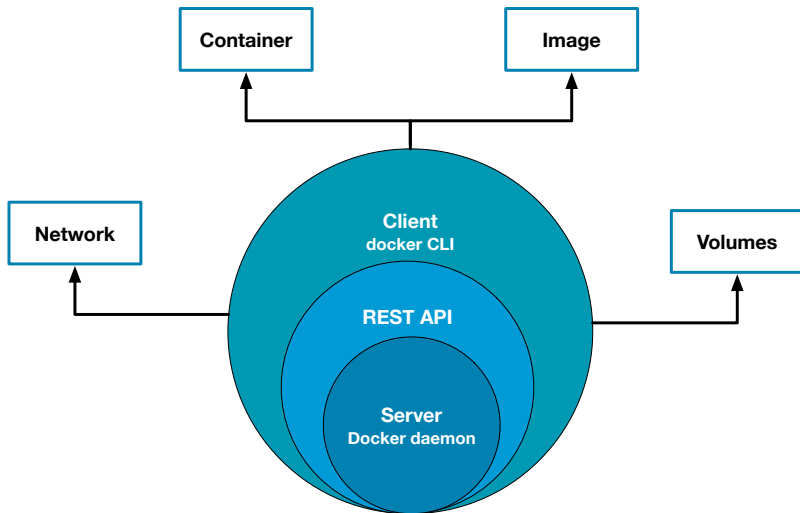 Container
Image
Network
Client
docker CLI
Volumes
REST API
Server
Docker daemon